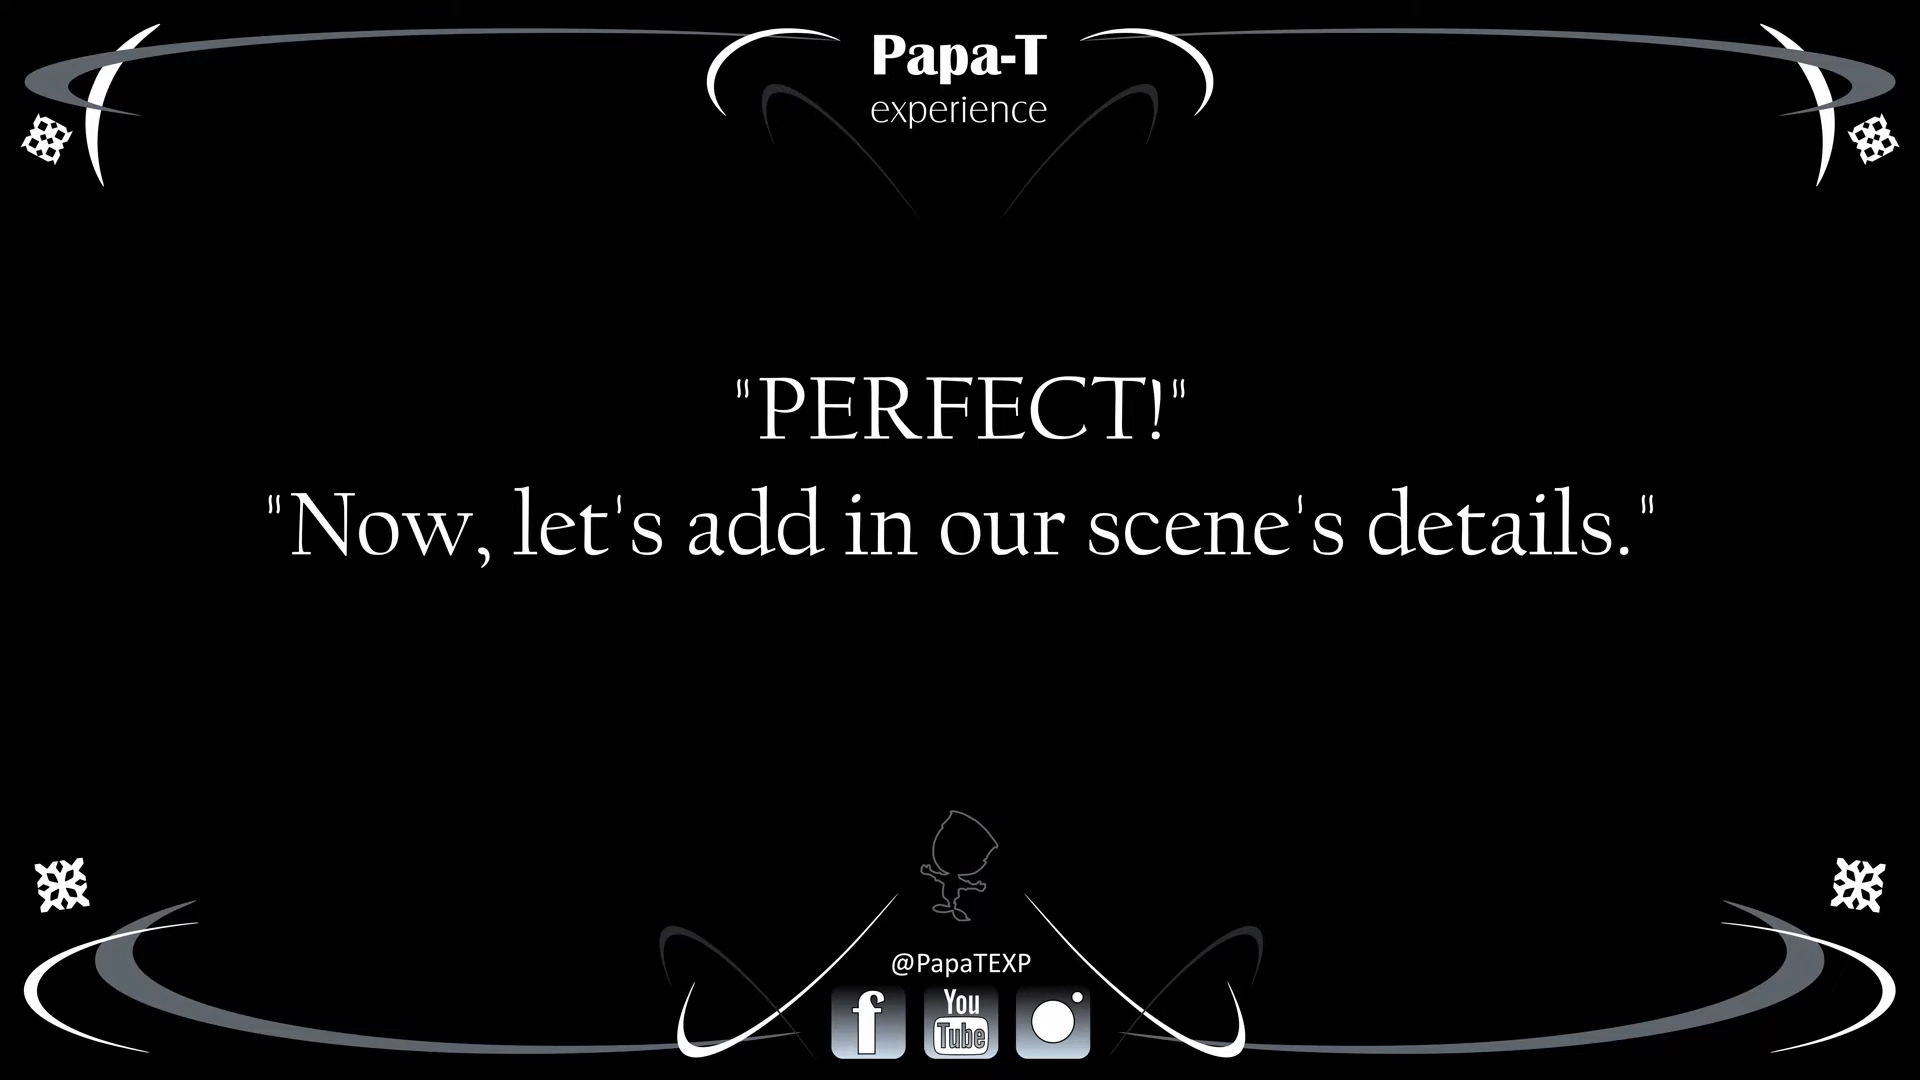 Papa-T
experience
"PERFECT!"
"Now, let's add in our scene's details."
@PapaTEXP
f
You
Tube